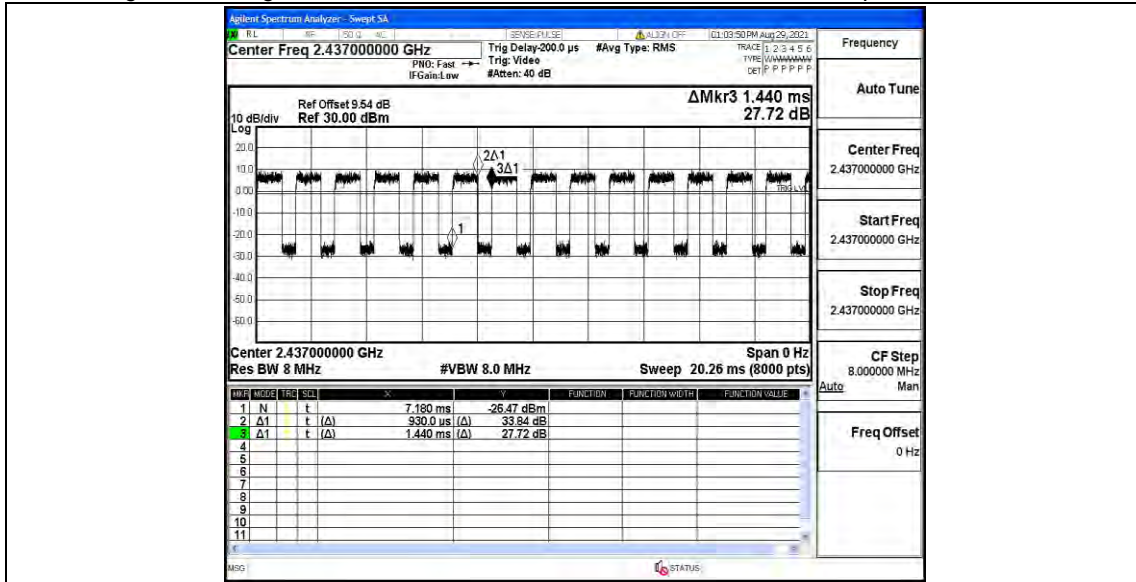 Agilent Spectrum Analyzer - Swept SA
RL RF 50 Ω AC SENSE:PULSE ALIGN OFF 01:03:50 PM Aug 29, 2021
Center Freq 2.437000000 GHz
Trig Delay-200.0 µs #Avg Type: RMS
TRACE 1 2 3 4 5 6
PNO: Fast Trig: Video
TYPE WWWWWW
IFGain:Low #Atten: 40 dB
DET P P P P P P
Frequency
Auto Tune
Ref Offset 9.54 dB
ΔMkr3 1.440 ms
10 dB/div Ref 30.00 dBm
27.72 dB
Log
20.0
10.0
0.00
-10.0
-20.0
-30.0
-40.0
-50.0
-60.0
2Δ1
3Δ1
1
TRIG LVL
Center 2.437000000 GHz Span 0 Hz
Res BW 8 MHz #VBW 8.0 MHz Sweep 20.26 ms (8000 pts)
MKR MODE TRC SCL X Y FUNCTION FUNCTION WIDTH FUNCTION VALUE
1 N t 7.180 ms -26.47 dBm
2 Δ1 t (Δ) 930.0 us (Δ) 33.84 dB
3 Δ1 t (Δ) 1.440 ms (Δ) 27.72 dB
4
5
6
7
8
9
10
11
Center Freq
2.437000000 GHz
Start Freq
2.437000000 GHz
Stop Freq
2.437000000 GHz
CF Step
8.000000 MHz
Auto Man
Freq Offset
0 Hz
MSG STATUS